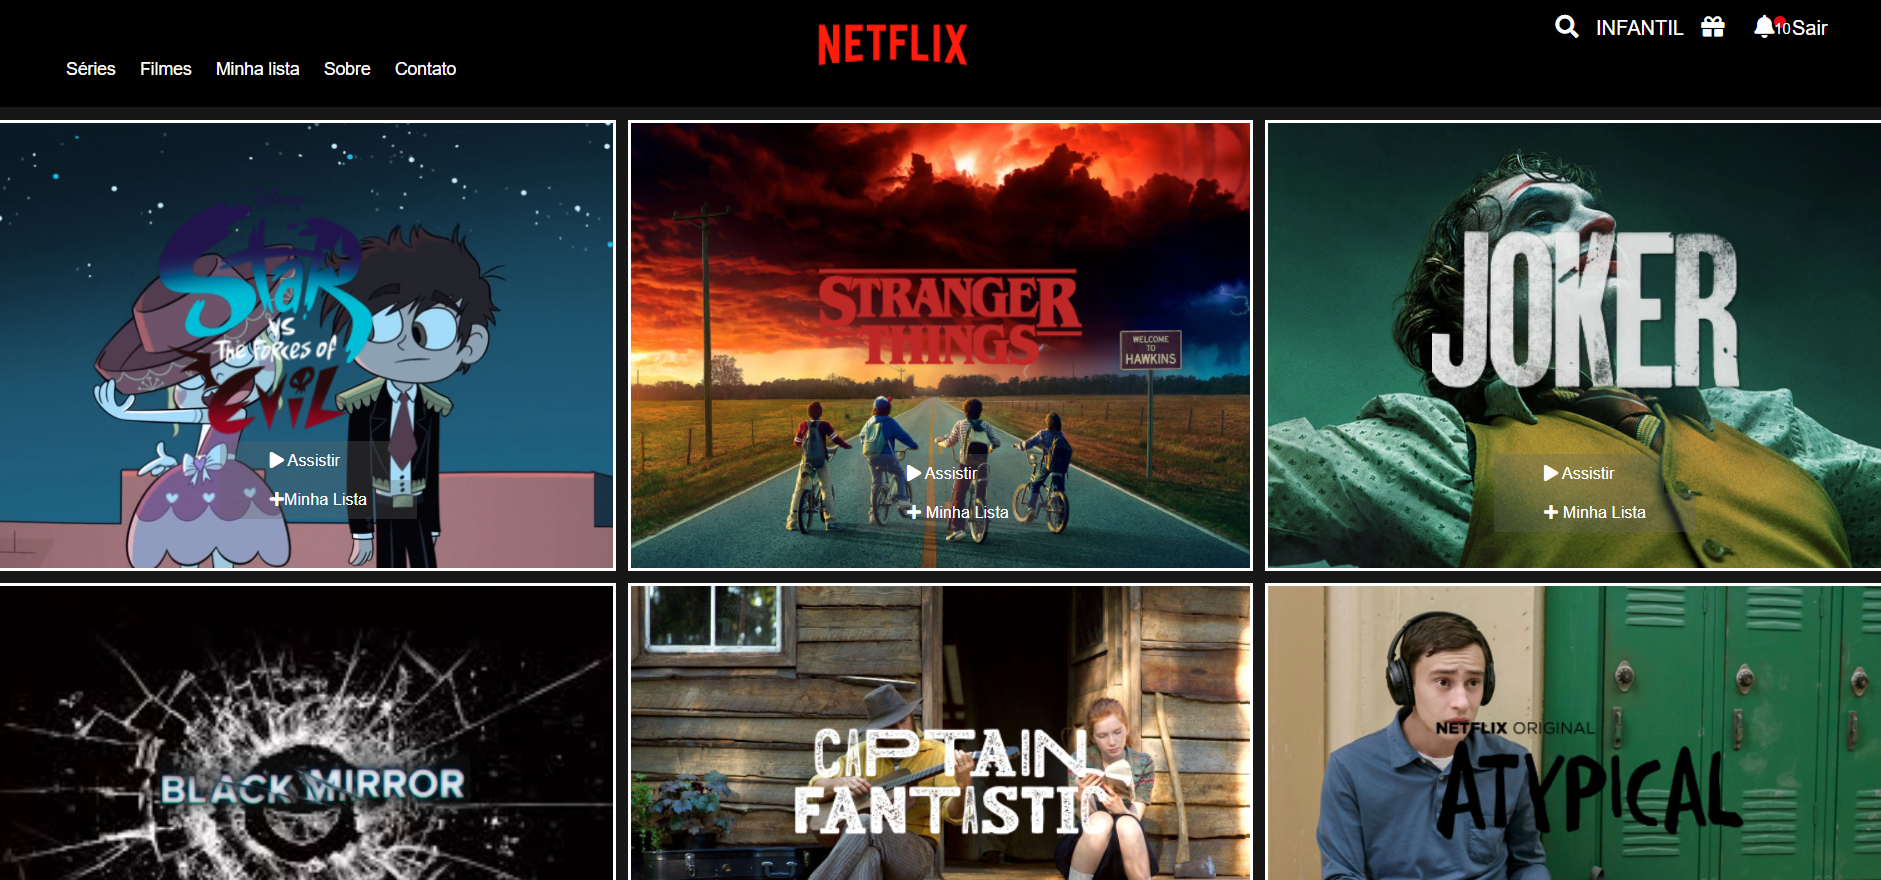 NETFLIX
INFANTIL
10
Sair
Séries
Filmes
Minha lista
Sobre
Contato
Star
vs
The Forces of
Evil
Assistir
Minha Lista
STRANGER
THINGS
WELCOME
TO
HAWKINS
Assistir
Minha Lista
JOKER
Assistir
Minha Lista
BLACK MIRROR
CAPTAIN
FANTASTIC
NETFLIX ORIGINAL
ATYPICAL